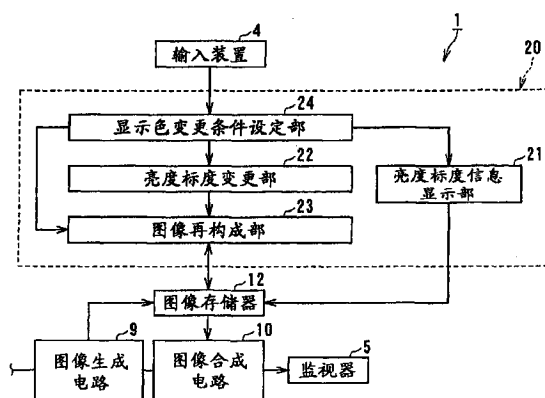 4
1
输入装置
20
24
显示色变更条件设定部
22
21
亮度标度变更部
亮度标度信息
显示部
23
图像再构成部
12
图像存储器
9
10
5
图像生成
电路
图像合成
电路
监视器